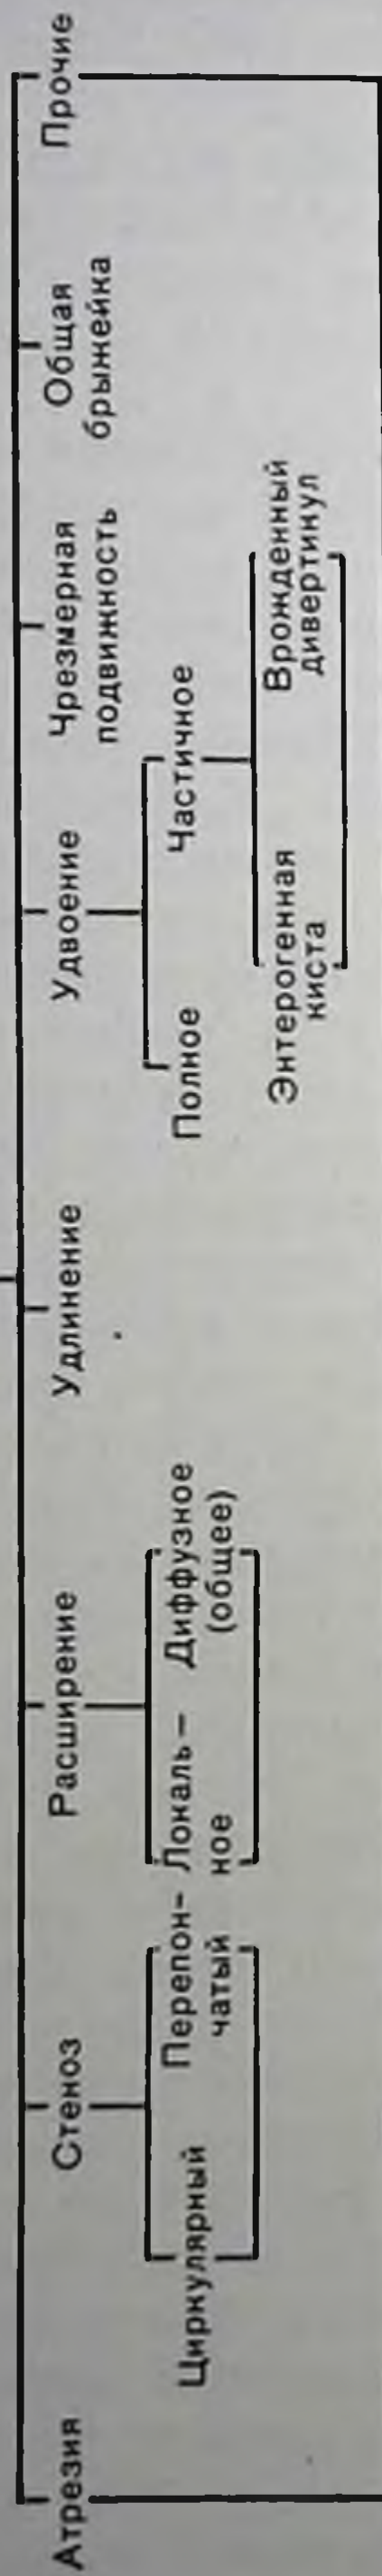 Атрезия
Стеноз
Циркулярный
Перепон-
чатый
Расширение
Локаль-
ное
Диффузное
(общее)
Удлинение
Удвоение
Полное
Частичное
Энтерогенная
киста
Врожденный
дивертикул
Чрезмерная
подвижность
Общая
брыжейка
Прочие